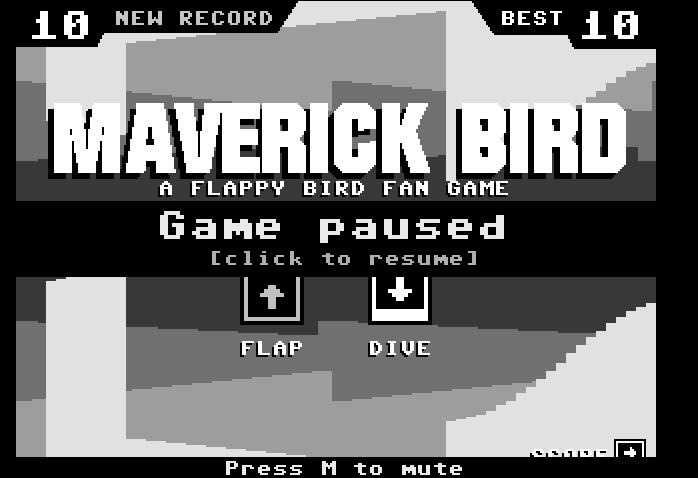 10 NEW RECORD BEST 10
MAVERICK BIRD
A FLAPPY BIRD FAN GAME
Game paused
[click to resume]
FLAP DIVE
Press M to mute